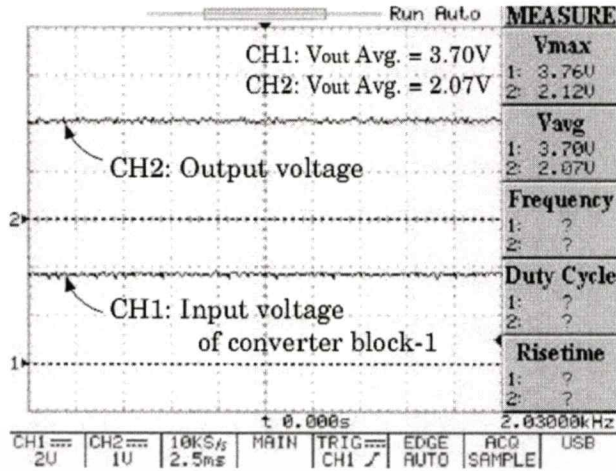 Run Auto
MEASURE
CH1: Vout Avg. = 3.70V
CH2: Vout Avg. = 2.07V
Vmax
1: 3.76V
2: 2.12V
Vavg
1: 3.70V
2: 2.07V
CH2: Output voltage
Frequency
1: ?
2: ?
2
Duty Cycle
1: ?
2: ?
CH1: Input voltage
of converter block-1
Risetime
1: ?
2: ?
1
t 0.000s
2.03000kHz
CH1 CH2 10KS/s MAIN TRIG EDGE ACQ USB
2V 1V 2.5ms CH1 AUTO SAMPLE